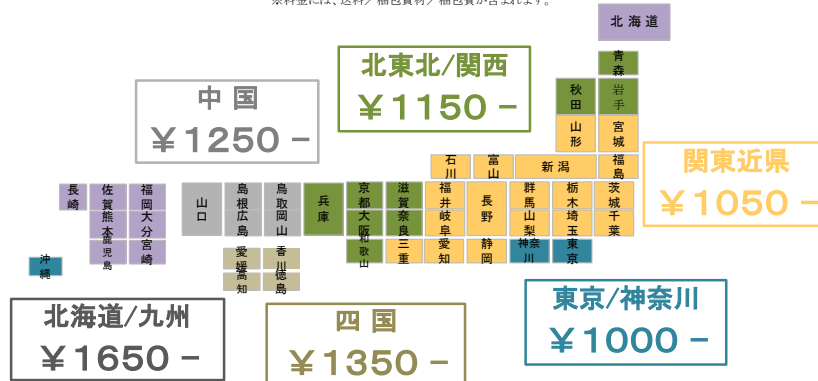 ※料金には、送料／梱包資材／梱包費が含まれます。
北海道
北東北/関西
￥1150－
青森
中国
￥1250－
秋田
岩手
山形
宮城
石川
富山
新潟
福島
関東近県
￥1050－
長崎
佐賀
福岡
山口
島根
鳥取
兵庫
京都
滋賀
福井
長野
群馬
栃木
茨城
熊本
大分
広島
岡山
大阪
奈良
岐阜
山梨
埼玉
千葉
鹿児島
宮崎
愛媛
香川
和歌山
三重
愛知
静岡
神奈川
東京
沖縄
高知
徳島
北海道/九州
￥1650－
四国
￥1350－
東京/神奈川
￥1000－